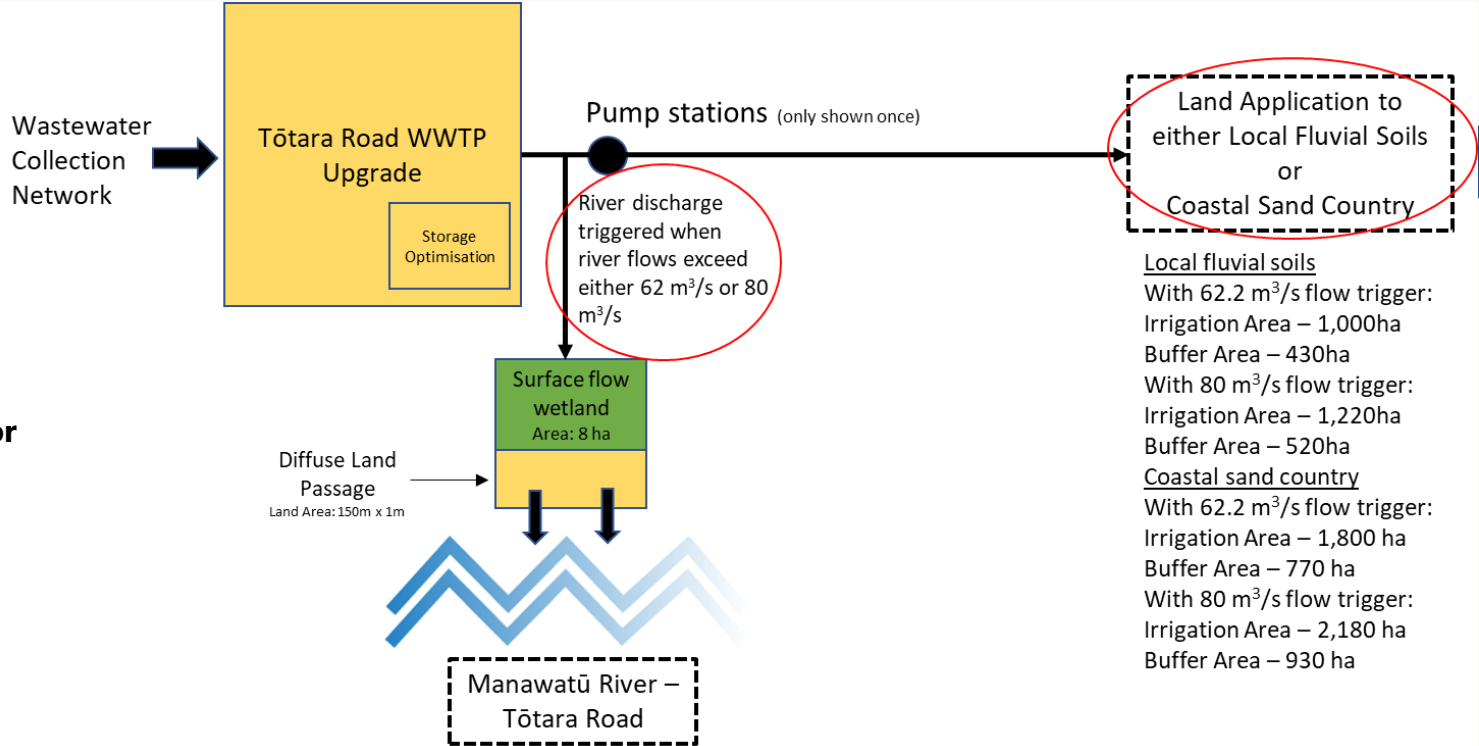 Wastewater
Collection
Network
Tōtara Road WWTP
Upgrade
Storage
Optimisation
Pump stations (only shown once)
River discharge
triggered when
river flows exceed
either 62 m³/s or 80
m³/s
Land Application to
either Local Fluvial Soils
or
Coastal Sand Country
Local fluvial soils
With 62.2 m³/s flow trigger:
Irrigation Area – 1,000ha
Buffer Area – 430ha
With 80 m³/s flow trigger:
Irrigation Area – 1,220ha
Buffer Area – 520ha
Coastal sand country
With 62.2 m³/s flow trigger:
Irrigation Area – 1,800 ha
Buffer Area – 770 ha
With 80 m³/s flow trigger:
Irrigation Area – 2,180 ha
Buffer Area – 930 ha
Surface flow
wetland
Area: 8 ha
or
Diffuse Land
Passage
Land Area: 150m x 1m
Manawatū River –
Tōtara Road